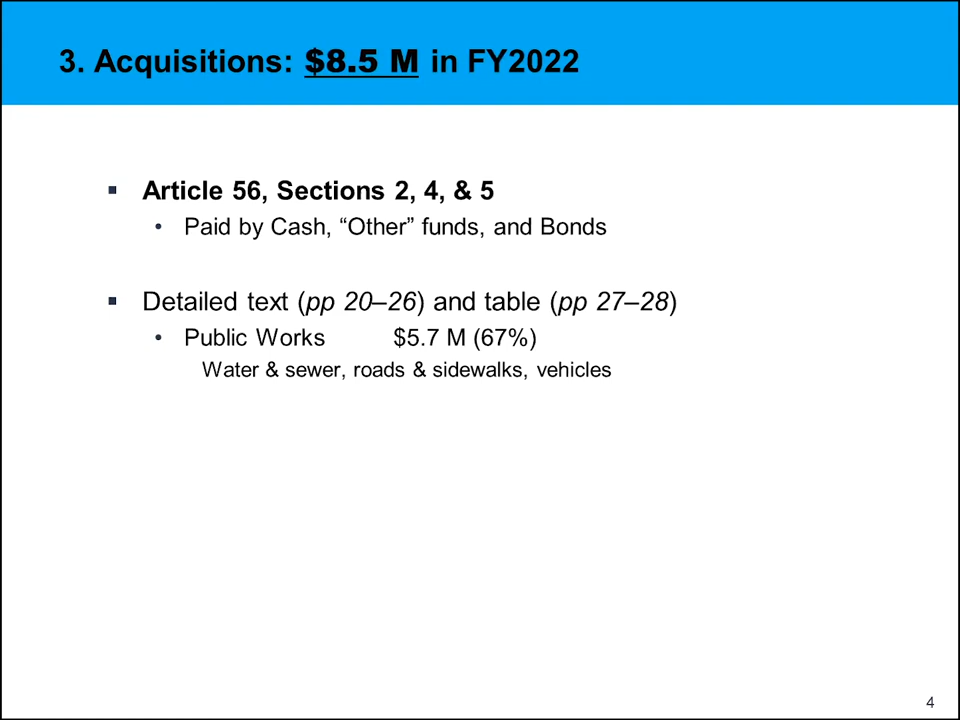 3. Acquisitions: $8.5 M in FY2022
▪ Article 56, Sections 2, 4, & 5
• Paid by Cash, “Other” funds, and Bonds
▪ Detailed text (pp 20–26) and table (pp 27–28)
• Public Works $5.7 M (67%)
Water & sewer, roads & sidewalks, vehicles
4